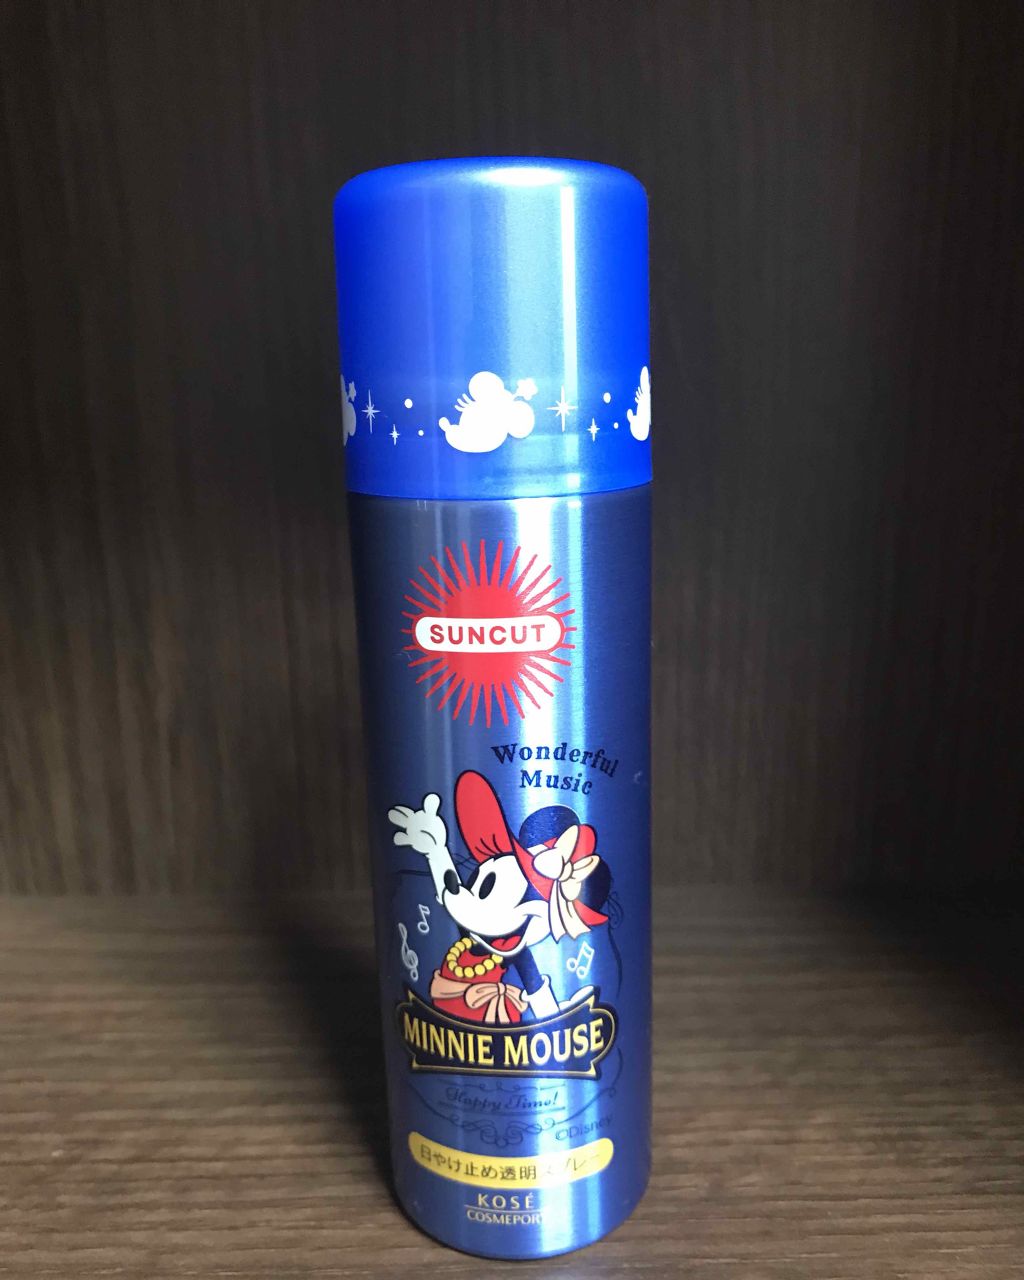 SUNCUT
Wonderful
Music
MINNIE MOUSE
Happy Time!
©Disney
日やけ止め透明スプレー
KOSÉ
COSMEPORT